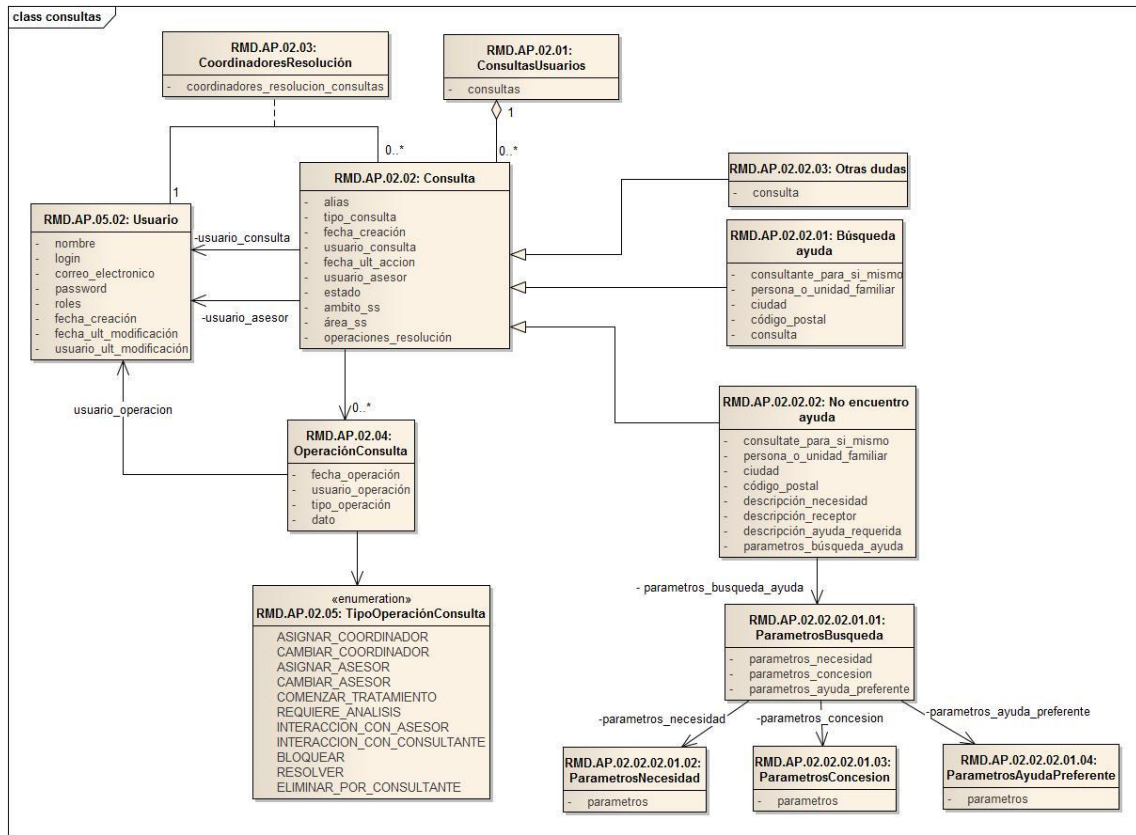 class consultas
RMD.AP.02.03:
CoordinadoresResolución
- coordinadores_resolucion_consultas
RMD.AP.02.01:
ConsultasUsuarios
- consultas
1
0..*
0..*
1
RMD.AP.02.02: Consulta
- alias
- tipo_consulta
- fecha_creación
- usuario_consulta
- fecha_ult_accion
- usuario_asesor
- estado
- ambito_ss
- área_ss
- operaciones_resolución
RMD.AP.05.02: Usuario
- nombre
- login
- correo_electronico
- password
- roles
- fecha_creación
- fecha_ult_modificación
- usuario_ult_modificación
-usuario_consulta
-usuario_asesor
RMD.AP.02.02.03: Otras dudas
- consulta
RMD.AP.02.02.01: Búsqueda
ayuda
- consultante_para_si_mismo
- persona_o_unidad_familiar
- ciudad
- código_postal
- consulta
usuario_operacion
0..*
RMD.AP.02.04:
OperaciónConsulta
- fecha_operación
- usuario_operación
- tipo_operación
- dato
RMD.AP.02.02.02: No encuentro
ayuda
- consultate_para_si_mismo
- persona_o_unidad_familiar
- ciudad
- código_postal
- descripción_necesidad
- descripción_receptor
- descripción_ayuda_requerida
- parametros_búsqueda_ayuda
«enumeration»
RMD.AP.02.05: TipoOperaciónConsulta
ASIGNAR_COORDINADOR
CAMBIAR_COORDINADOR
ASIGNAR_ASESOR
CAMBIAR_ASESOR
COMENZAR_TRATAMIENTO
REQUIERE_ANALISIS
INTERACCION_CON_ASESOR
INTERACCION_CON_CONSULTANTE
BLOQUEAR
RESOLVER
ELIMINAR_POR_CONSULTANTE
- parametros_busqueda_ayuda
RMD.AP.02.02.02.01.01:
ParametrosBusqueda
- parametros_necesidad
- parametros_concesion
- parametros_ayuda_preferente
-parametros_necesidad
-parametros_concesion
-parametros_ayuda_preferente
RMD.AP.02.02.02.01.02:
ParametrosNecesidad
- parametros
RMD.AP.02.02.02.01.03:
ParametrosConcesion
- parametros
RMD.AP.02.02.02.01.04:
ParametrosAyudaPreferente
- parametros